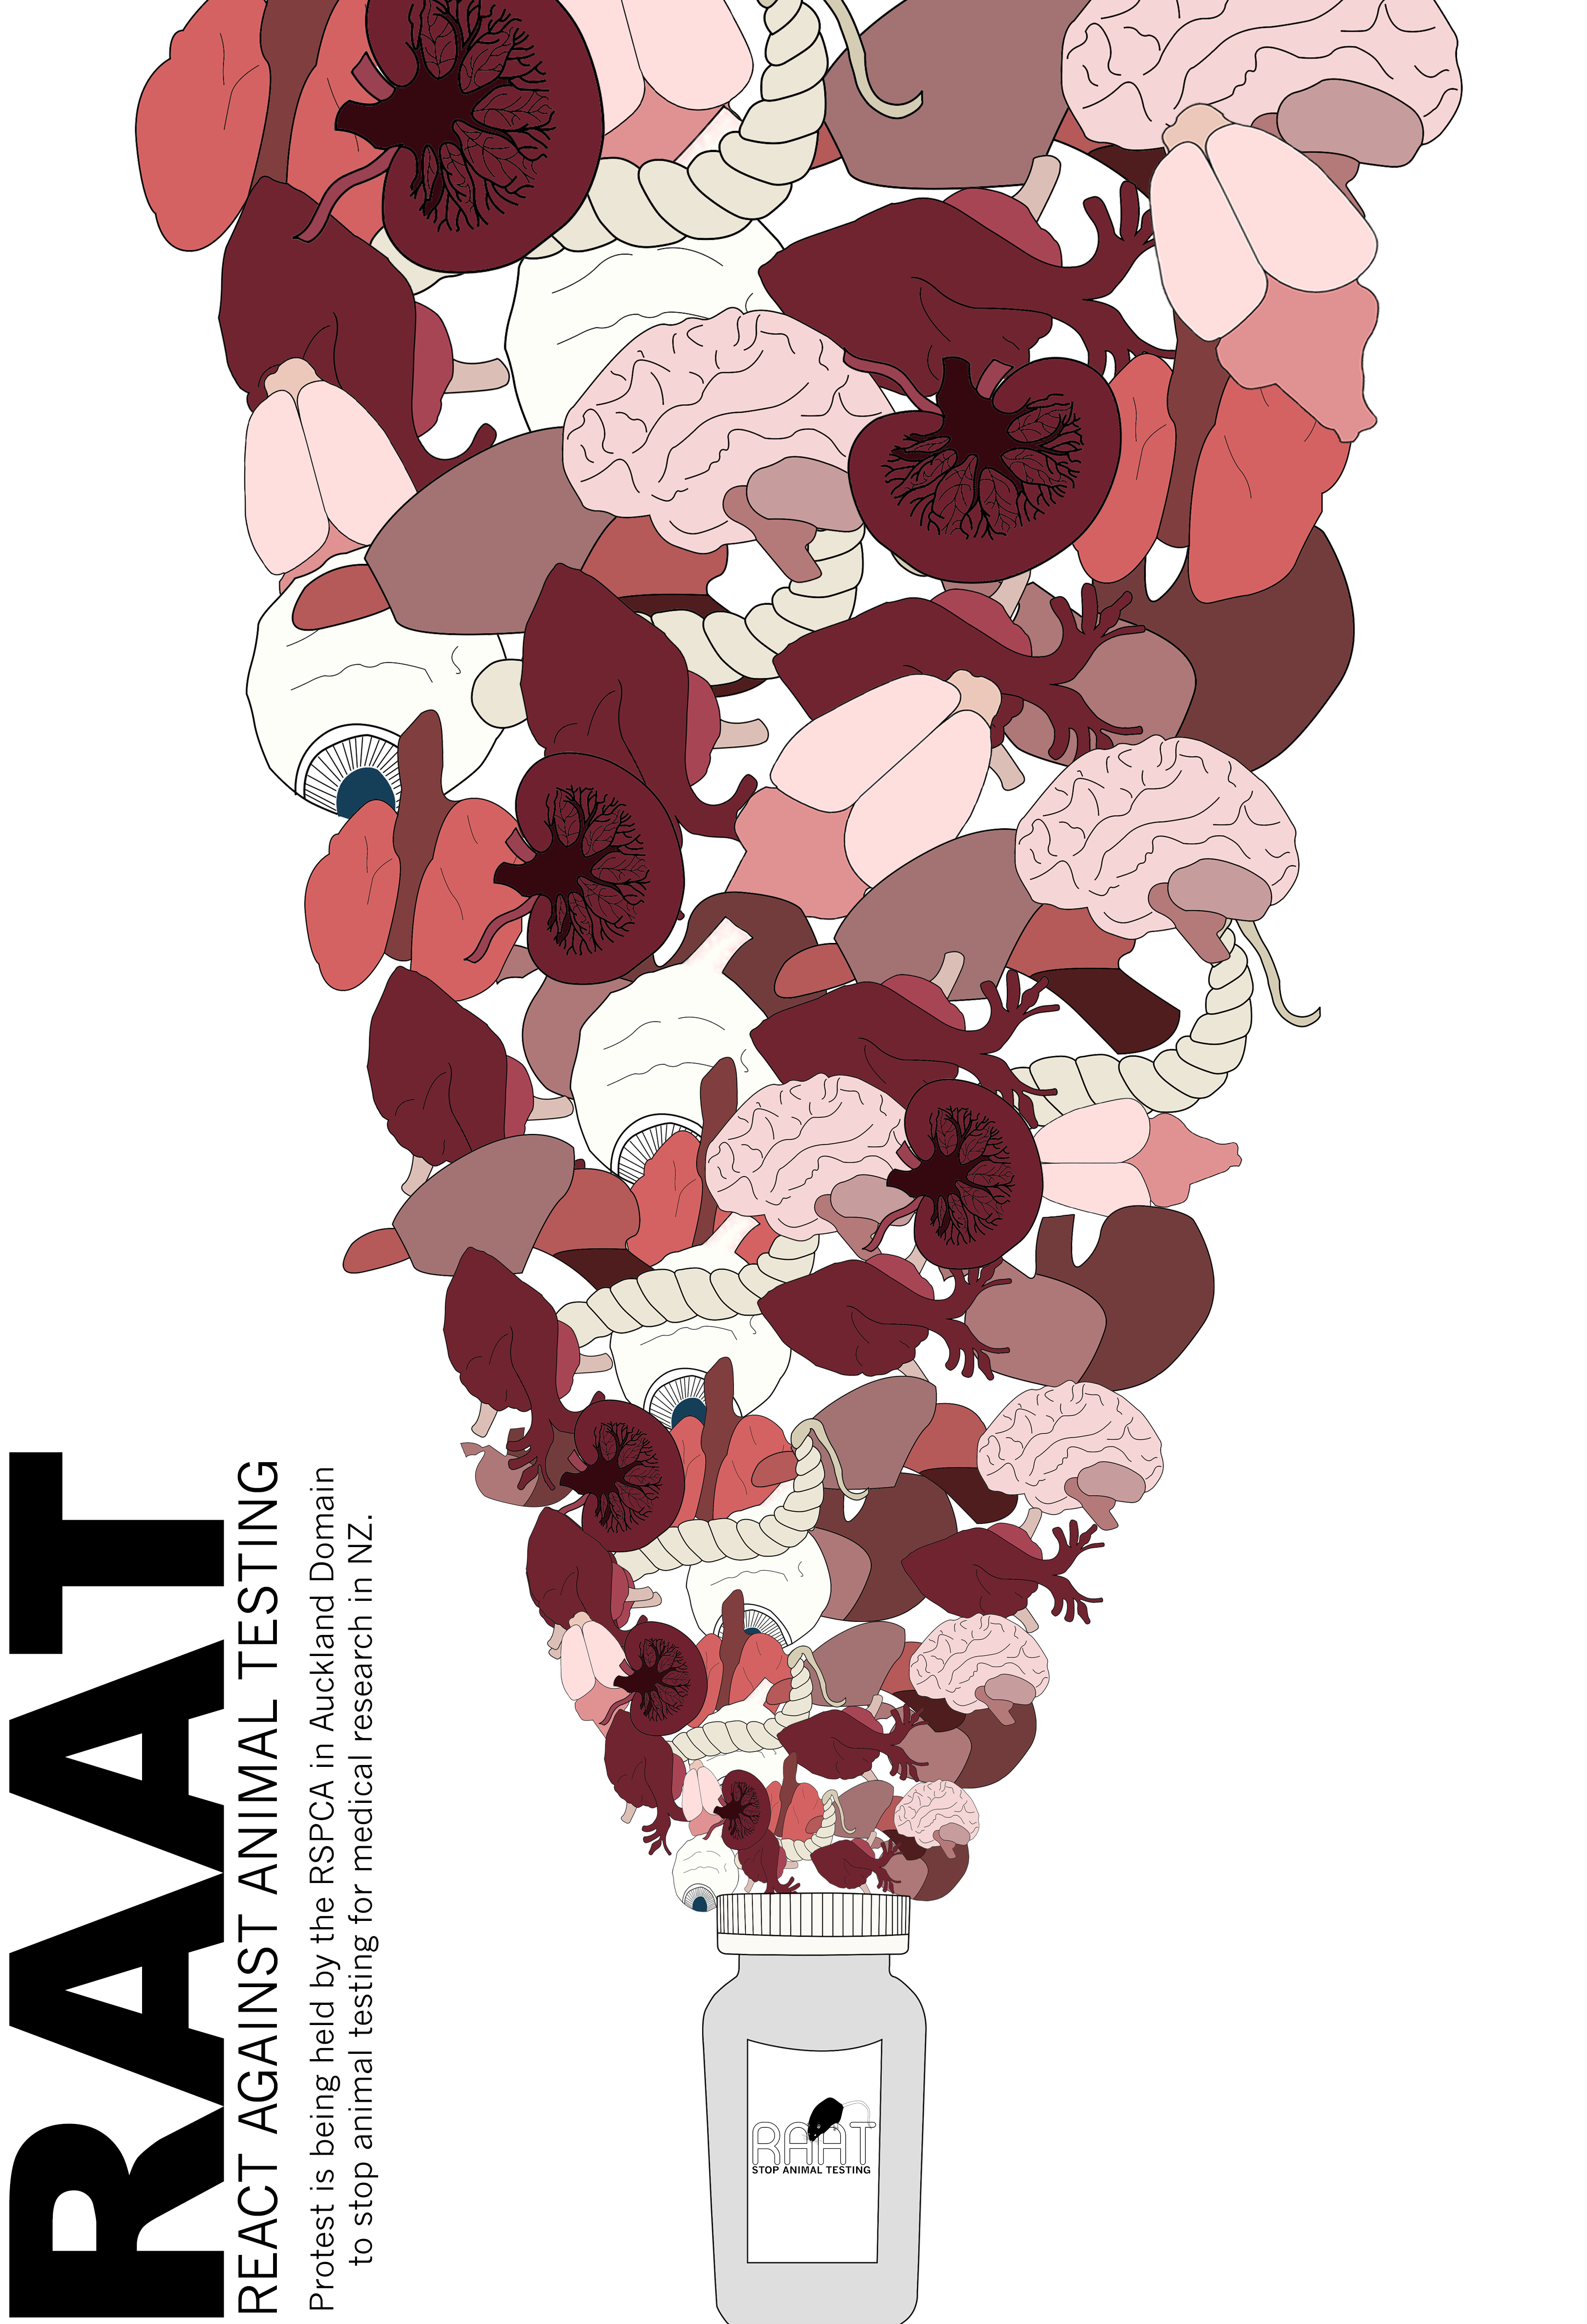 RAAT
REACT AGAINST ANIMAL TESTING
Protest is being held by the RSPCA in Auckland Domain
to stop animal testing for medical research in NZ.
RAAT
STOP ANIMAL TESTING